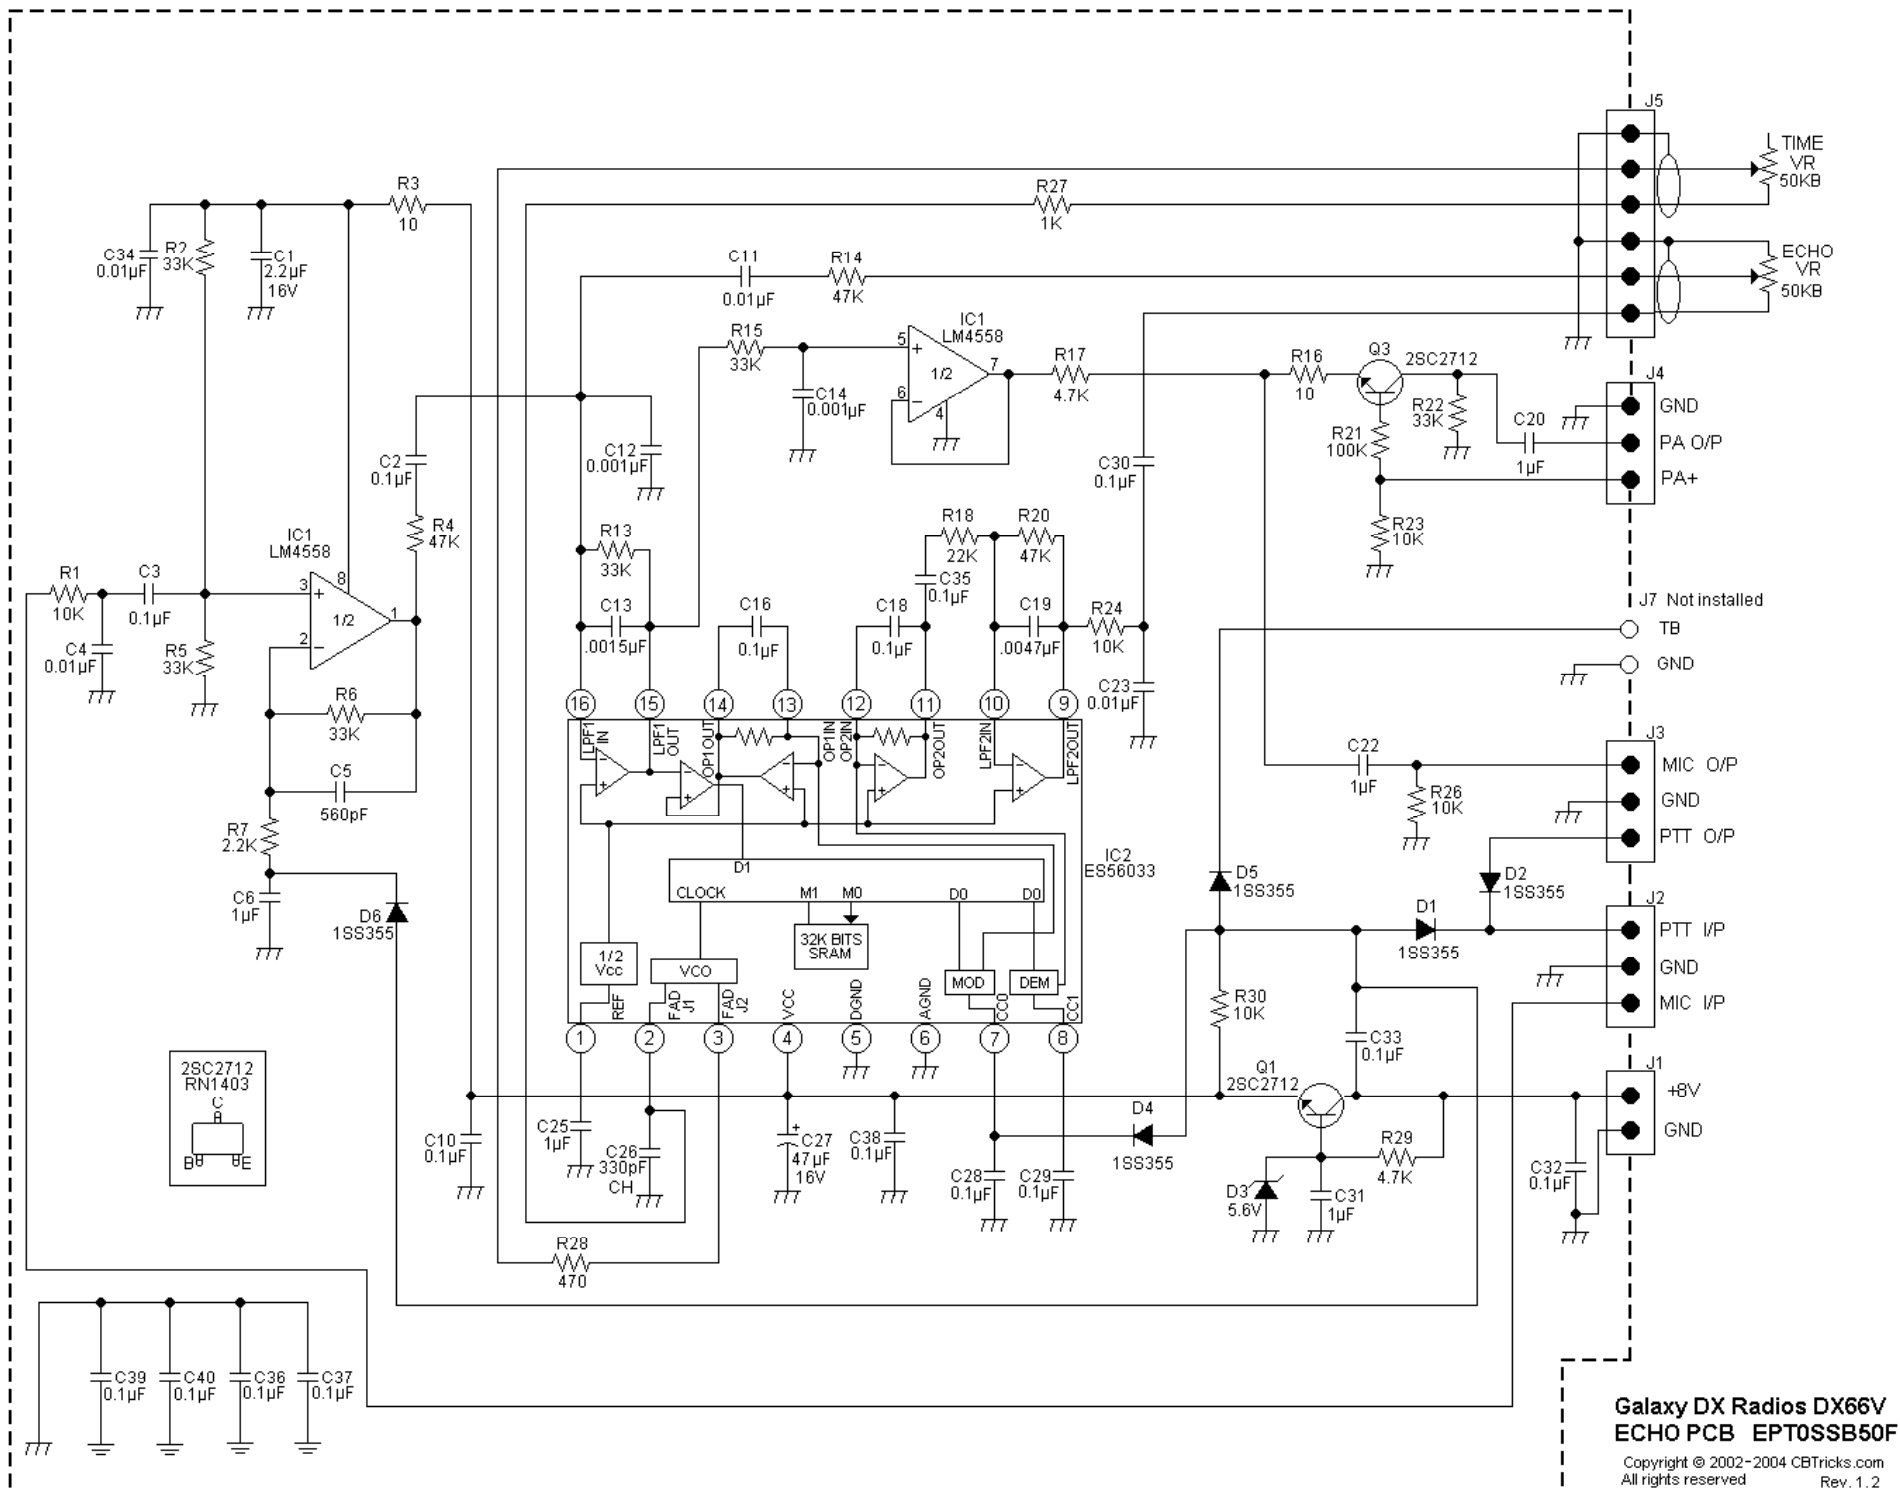 J5
TIME
VR
50KB
R3
10
R27
1K
C34
0.01µF
R2
33K
C1
2.2µF
16V
ECHO
VR
50KB
C11
0.01µF
R14
47K
R15
33K
C14
0.001µF
IC1
LM4558
5
+
1/2
7
6
−
4
R17
4.7K
R16
10
Q3
2SC2712
J4
GND
R22
33K
C20
1µF
PA O/P
R21
100K
PA+
R23
10K
C2
0.1µF
C12
0.001µF
C30
0.1µF
R4
47K
IC1
LM4558
R13
33K
R18
22K
R20
47K
R1
10K
C3
0.1µF
3
+
8
1/2
1
2
−
C4
0.01µF
R5
33K
C13
.0015µF
C16
0.1µF
C18
0.1µF
C35
0.1µF
C19
.0047µF
R24
10K
J7 Not installed
TB
GND
R6
33K
C5
560pF
R7
2.2K
C6
1µF
D6
1SS355
C23
0.01µF
16
15
14
13
12
11
10
9
LPF1
IN
LPF1
OUT
OP1OUT
OP1IN
OP2IN
OP2OUT
LPF2IN
LPF2OUT
− + − + − + − + − +
IC2
ES56033
D1
CLOCK
M1
M0
D0
D0
32K BITS
SRAM
1/2
Vcc
VCO
MOD
DEM
REF
FAD
J1
FAD
J2
VCC
DGND
AGND
CC0
CC1
1
2
3
4
5
6
7
8
J3
C22
1µF
MIC O/P
R26
10K
GND
PTT O/P
D5
1SS355
D2
1SS355
J2
D1
1SS355
PTT I/P
GND
MIC I/P
R30
10K
C33
0.1µF
2SC2712
RN1403
C
B
E
Q1
2SC2712
J1
+8V
GND
C10
0.1µF
C25
1µF
C26
330pF
CH
+
C27
47µF
16V
C38
0.1µF
D4
1SS355
C28
0.1µF
C29
0.1µF
D3
5.6V
C31
1µF
R29
4.7K
C32
0.1µF
R28
470
C39
0.1µF
C40
0.1µF
C36
0.1µF
C37
0.1µF
Galaxy DX Radios DX66V
ECHO PCB EPT0SSB50F
Copyright © 2002-2004 CBTricks.com
All rights reserved Rev. 1.2